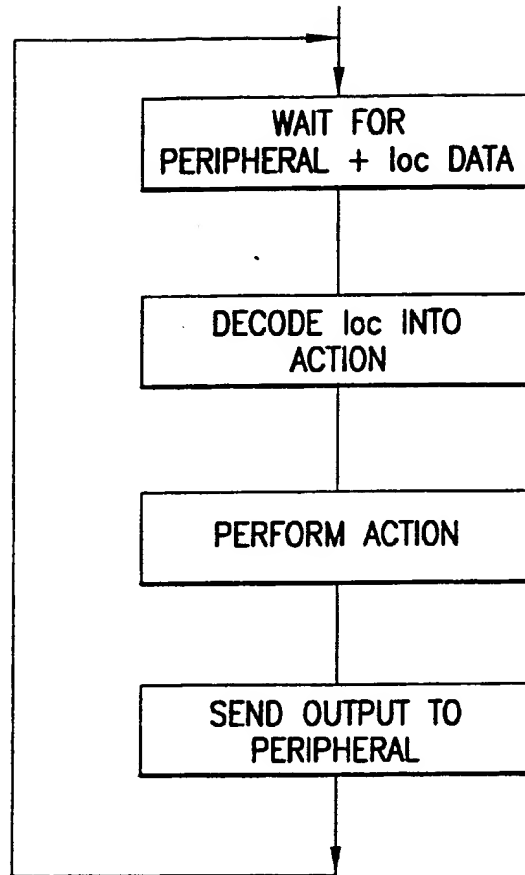 WAIT FOR
PERIPHERAL + loc DATA
DECODE loc INTO
ACTION
PERFORM ACTION
SEND OUTPUT TO
PERIPHERAL